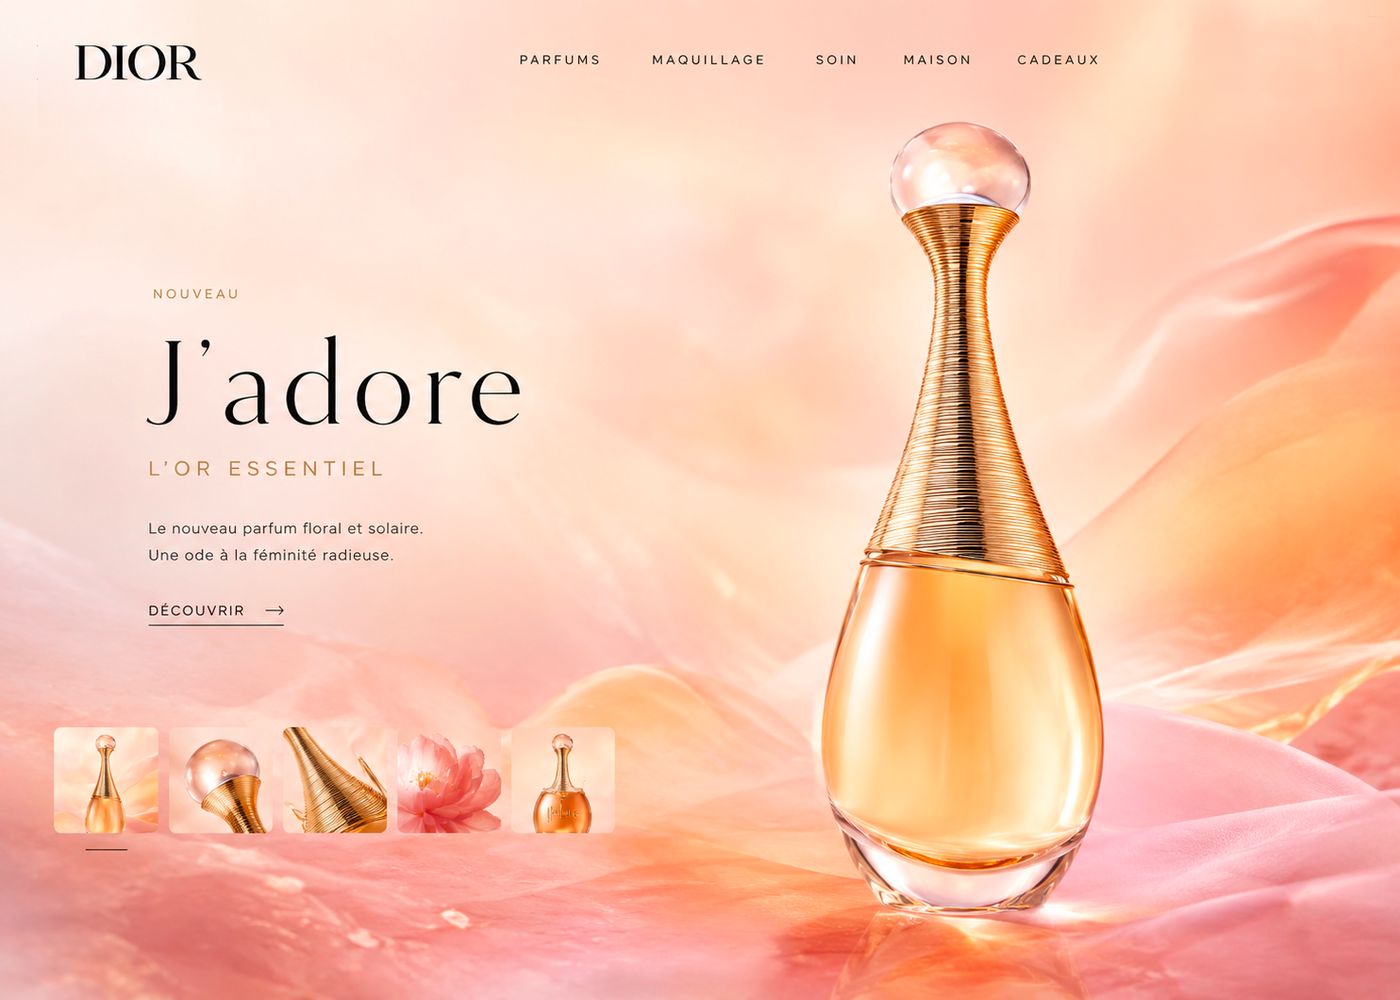 DIOR
PARFUMS MAQUILLAGE SOIN MAISON CADEAUX
NOUVEAU
J’adore
L’OR ESSENTIEL
Le nouveau parfum floral et solaire.
Une ode à la féminité radieuse.
DÉCOUVRIR →